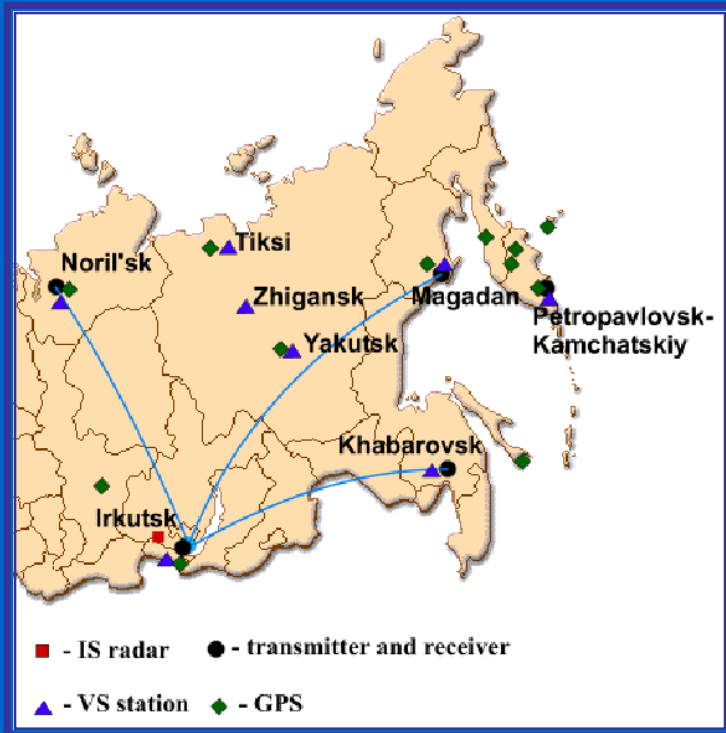 Tiksi
Noril'sk
Zhigansk
Magadan
Petropavlovsk-
Kamchatskiy
Yakutsk
Khabarovsk
Irkutsk
- IS radar
- transmitter and receiver
- VS station
- GPS